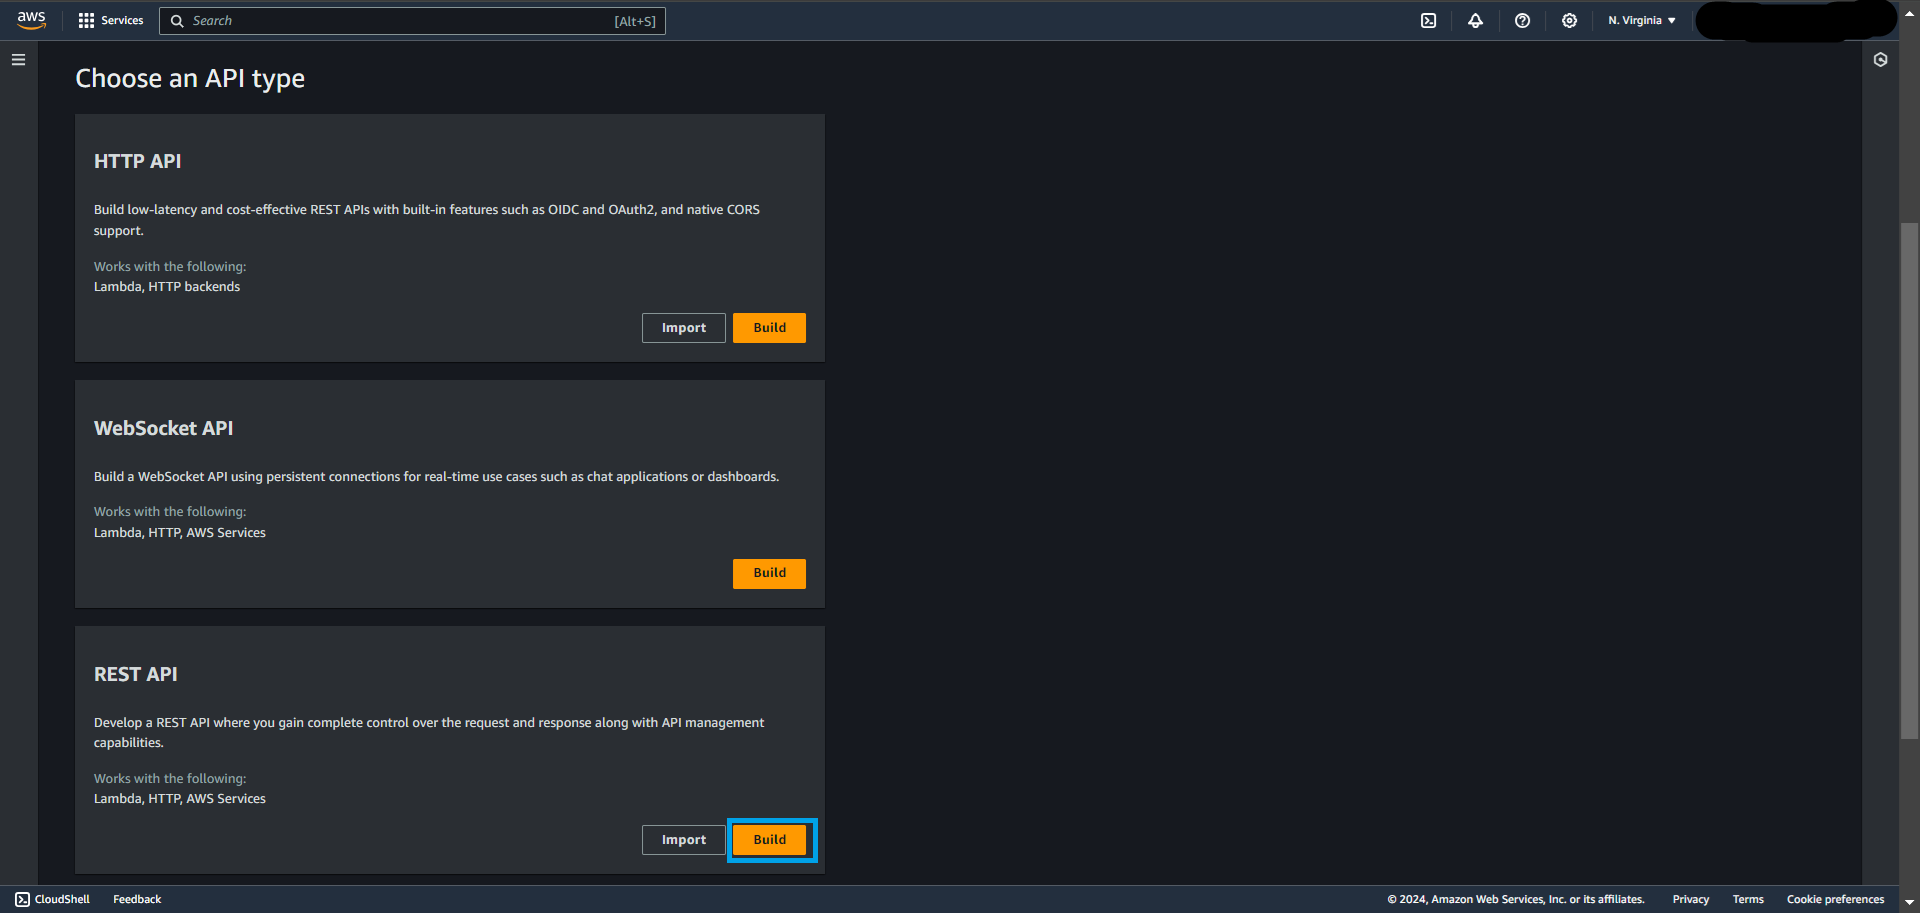 aws
Services
Search
[Alt+S]
N. Virginia
Choose an API type
HTTP API
Build low-latency and cost-effective REST APIs with built-in features such as OIDC and OAuth2, and native CORS
support.
Works with the following:
Lambda, HTTP backends
Import
Build
WebSocket API
Build a WebSocket API using persistent connections for real-time use cases such as chat applications or dashboards.
Works with the following:
Lambda, HTTP, AWS Services
Build
REST API
Develop a REST API where you gain complete control over the request and response along with API management
capabilities.
Works with the following:
Lambda, HTTP, AWS Services
Import
Build
CloudShell
Feedback
© 2024, Amazon Web Services, Inc. or its affiliates.
Privacy
Terms
Cookie preferences